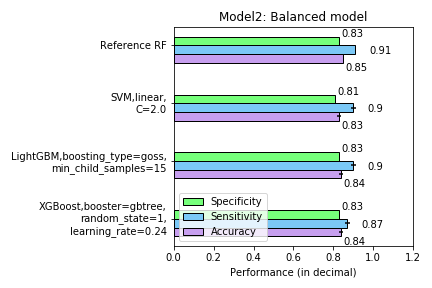 Model2: Balanced model
Reference RF
0.83
0.91
0.85
SVM,linear,
C=2.0
0.81
0.9
0.83
LightGBM,boosting_type=goss,
min_child_samples=15
0.83
0.9
0.84
XGBoost,booster=gbtree,
random_state=1,
learning_rate=0.24
0.83
0.87
0.84
Specificity
Sensitivity
Accuracy
0.0 0.2 0.4 0.6 0.8 1.0 1.2
Performance (in decimal)